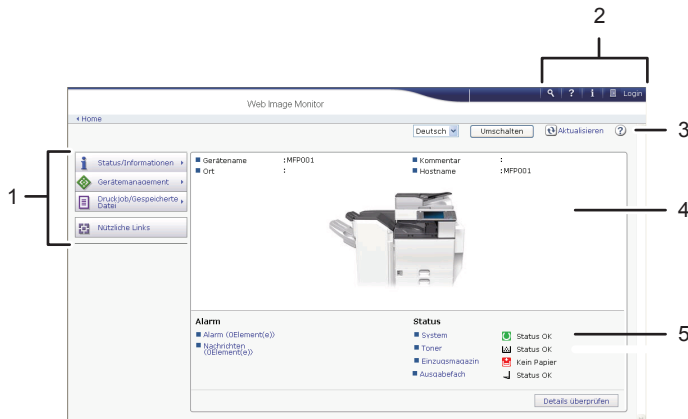 2
Login
Web Image Monitor
Home
Deutsch Umschalten Aktualisieren ?
3
1
Status/Informationen
Gerätemanagement
Druckjob/Gespeicherte Datei
Nützliche Links
Gerätename :MFP001
Ort :
Kommentar :
Hostname :MFP001
4
Alarm
Alarm (0Element(e))
Nachrichten
(0Element(e))
Status
System Status OK
Toner Status OK
Einzugsmagazin Kein Papier
Ausgabefach Status OK
5
Details überprüfen